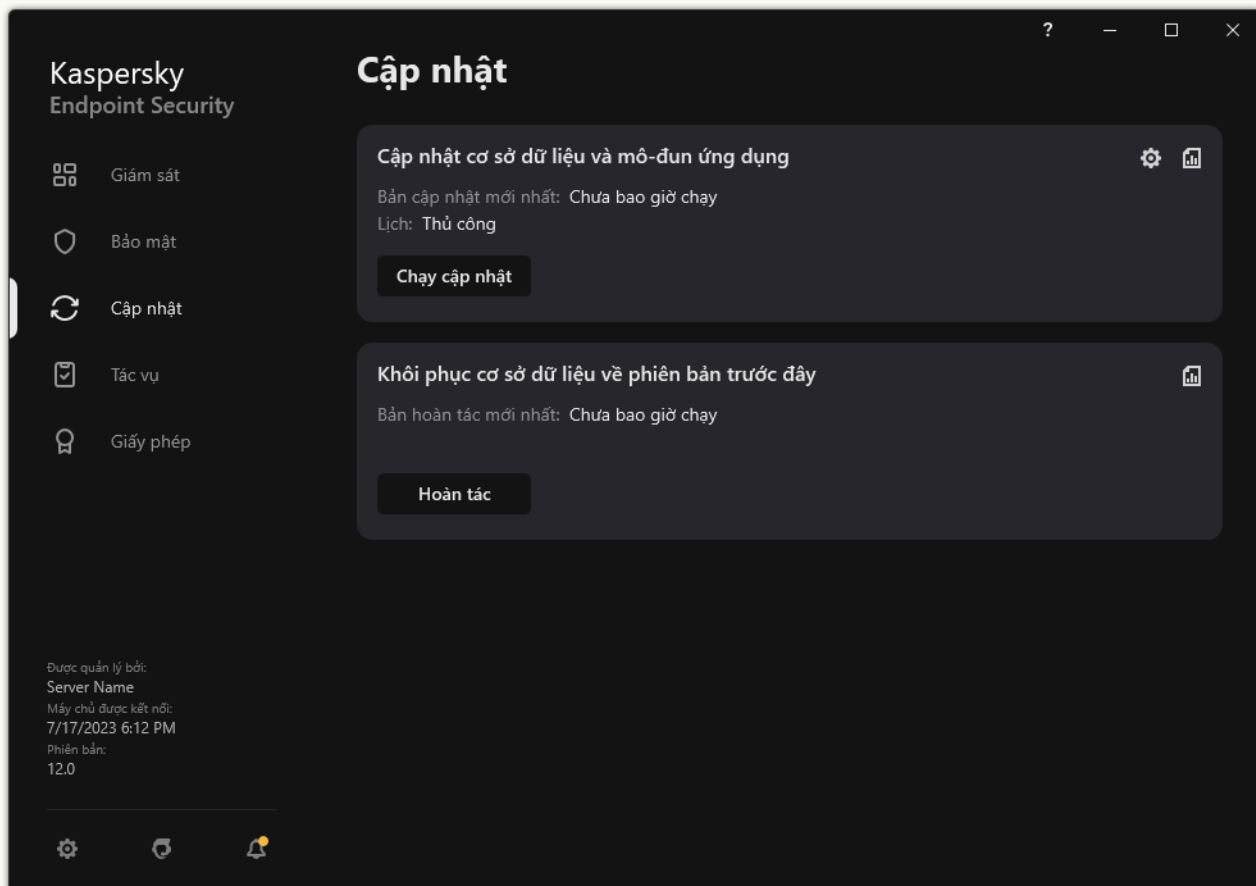 ?
Kaspersky
Endpoint Security
Giám sát
Bảo mật
Cập nhật
Tác vụ
Giấy phép
Được quản lý bởi:
Server Name
Máy chủ được kết nối:
7/17/2023 6:12 PM
Phiên bản:
12.0
Cập nhật
Cập nhật cơ sở dữ liệu và mô-đun ứng dụng
Bản cập nhật mới nhất: Chưa bao giờ chạy
Lịch: Thủ công
Chạy cập nhật
Khôi phục cơ sở dữ liệu về phiên bản trước đây
Bản hoàn tác mới nhất: Chưa bao giờ chạy
Hoàn tác